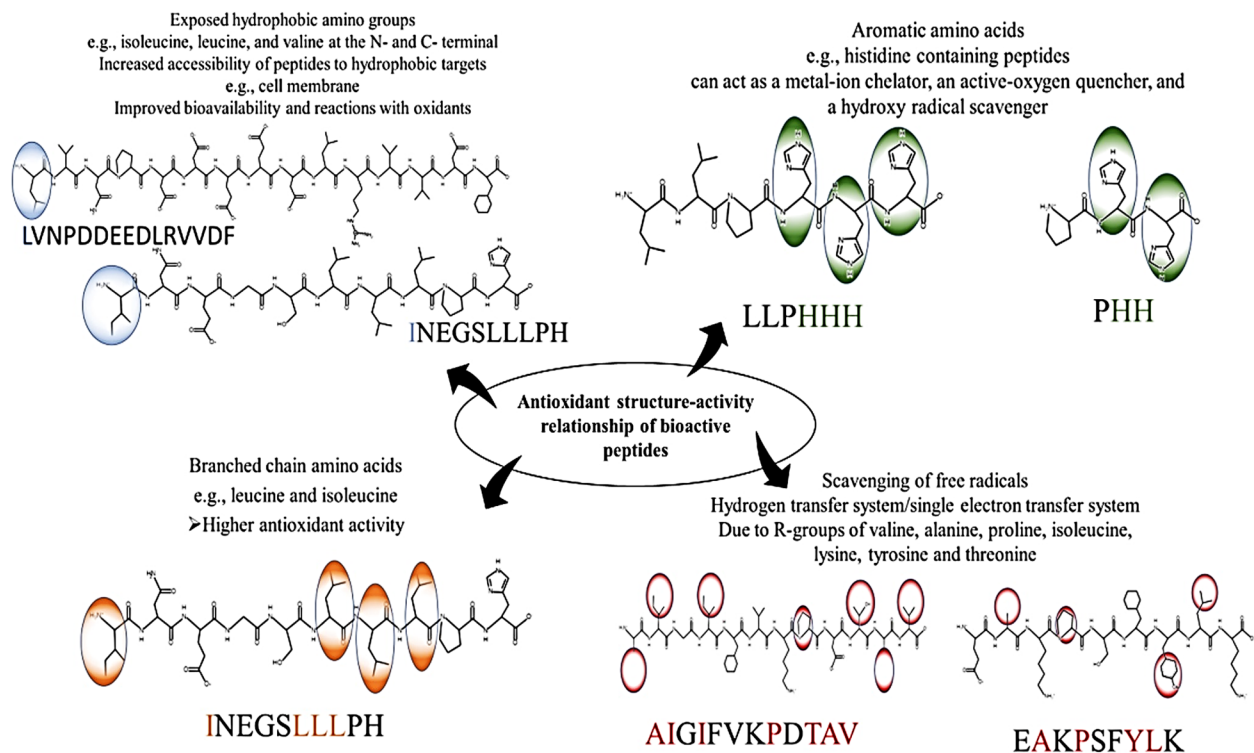 Exposed hydrophobic amino groups
e.g., isoleucine, leucine, and valine at the N- and C- terminal
Increased accessibility of peptides to hydrophobic targets
e.g., cell membrane
Improved bioavailability and reactions with oxidants
LVNPDDEEDLRVVDF
INEGSLLLPH
Aromatic amino acids
e.g., histidine containing peptides
can act as a metal-ion chelator, an active-oxygen quencher, and
a hydroxy radical scavenger
LLPHHH
PHH
Antioxidant structure-activity
relationship of bioactive
peptides
Branched chain amino acids
e.g., leucine and isoleucine
➢Higher antioxidant activity
INEGSLLLPH
Scavenging of free radicals
Hydrogen transfer system/single electron transfer system
Due to R-groups of valine, alanine, proline, isoleucine,
lysine, tyrosine and threonine
AIGIFVKPDTAV
EAKPSFYLK